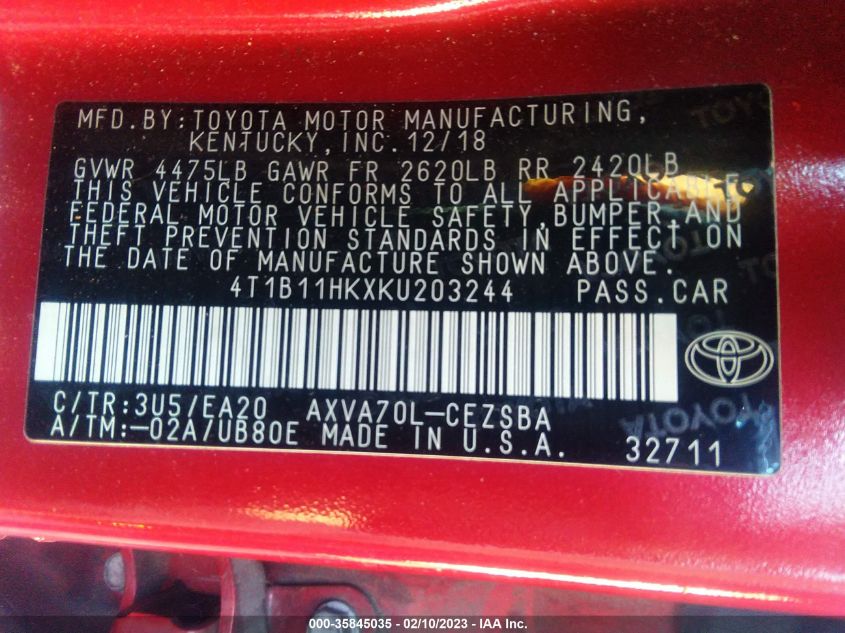 MFD.BY:TOYOTA MOTOR MANUFACTURING,
KENTUCKY,INC.12/18
GVWR 4475LB GAWR FR 2620LB RR 2420LB
THIS VEHICLE CONFORMS TO ALL APPLICABLE
FEDERAL MOTOR VEHICLE SAFETY,BUMPER,AND
THEFT PREVENTION STANDARDS IN EFFECT ON
THE DATE OF MANUFACTURE SHOWN ABOVE.
4T1B11HKXKU203244 PASS.CAR
C/TR:3U5/EA20 AXVA70L-CEZSBA
A/TM:-02A/UB80E MADE IN U.S.A. 32711
TOYOTA
TOYOTA
TOYOTA
000-35845035 - 02/10/2023 - IAA Inc.